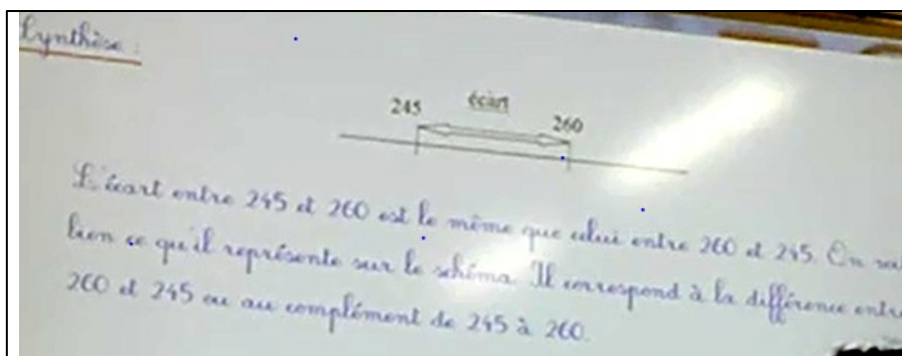 Synthèse :
écart
245
260
L'écart entre 245 et 260 est le même que celui entre 260 et 245. On
bien ce qu'il représente sur le schéma. Il correspond à la différence entre
260 et 245 ou au complément de 245 à 260.